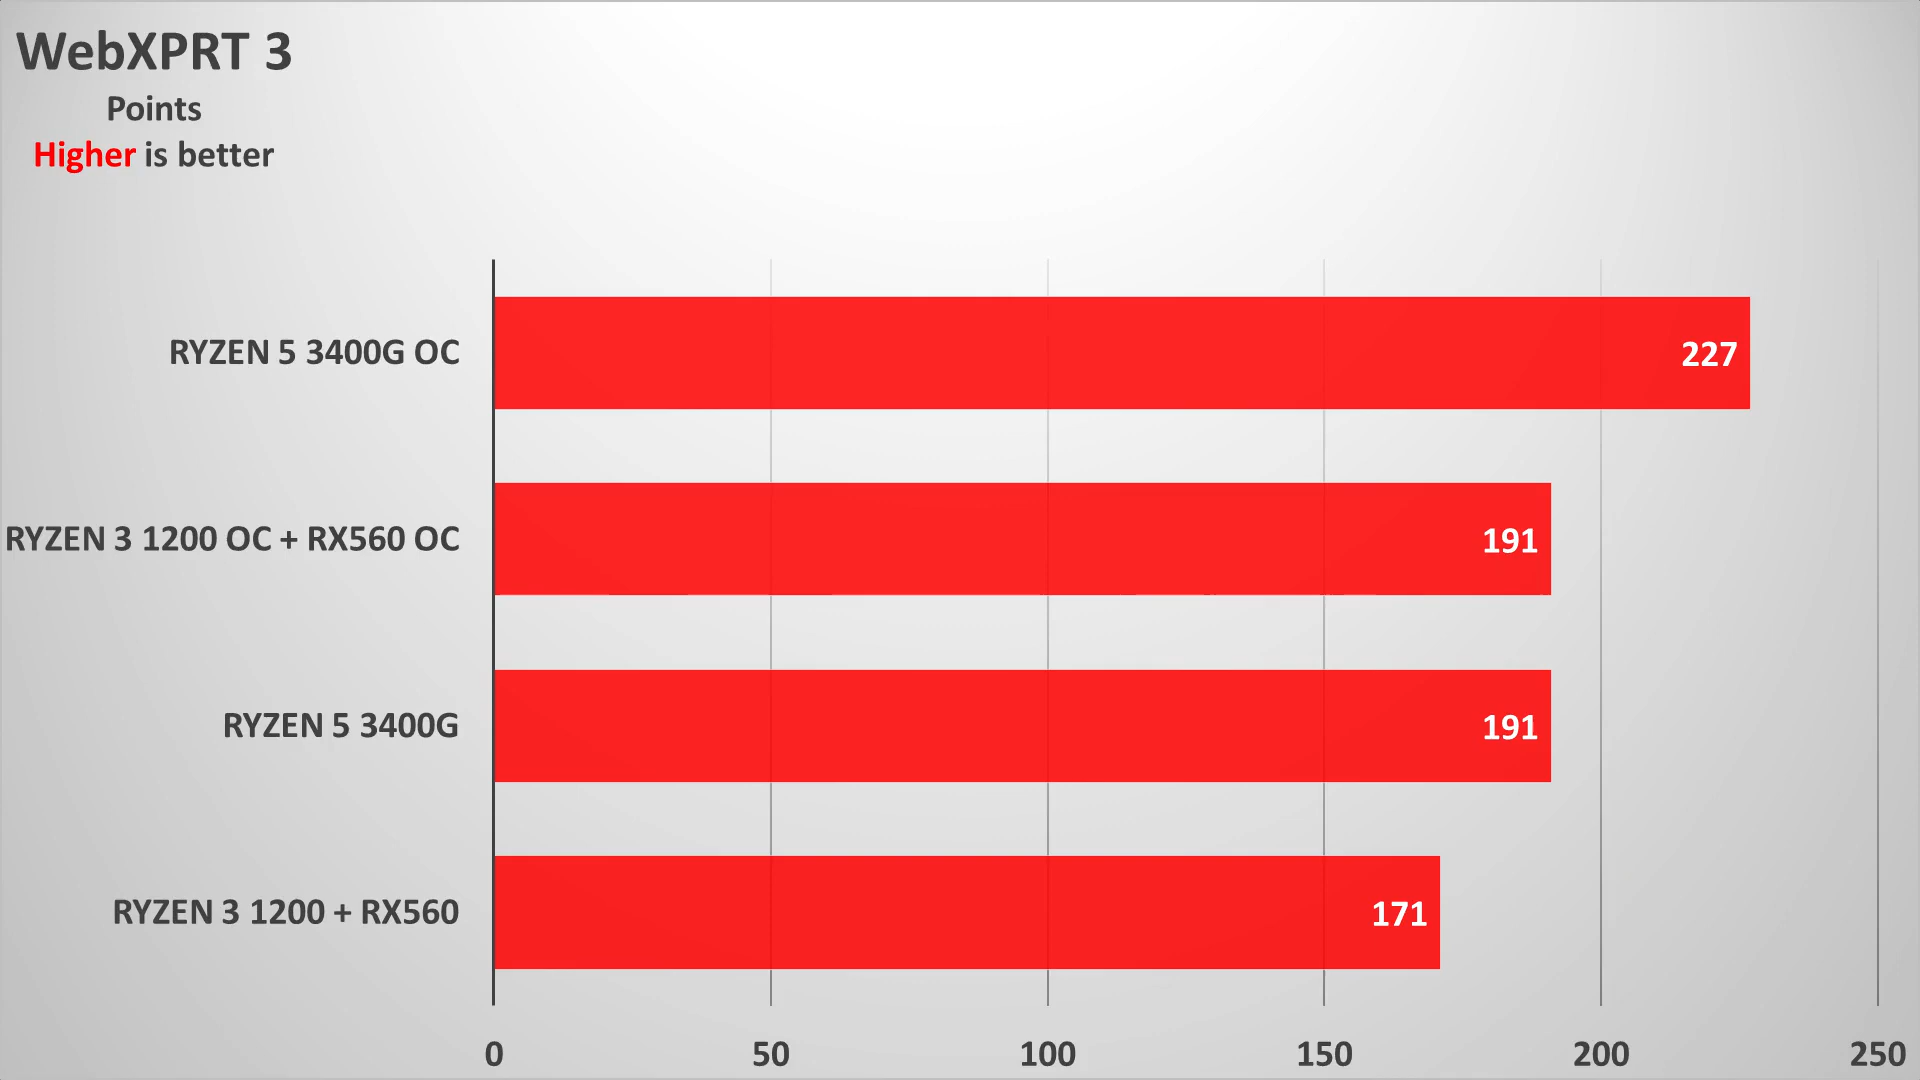 WebXPRT 3
Points
Higher is better
RYZEN 5 3400G OC
227
RYZEN 3 1200 OC + RX560 OC
191
RYZEN 5 3400G
191
RYZEN 3 1200 + RX560
171
0 50 100 150 200 250